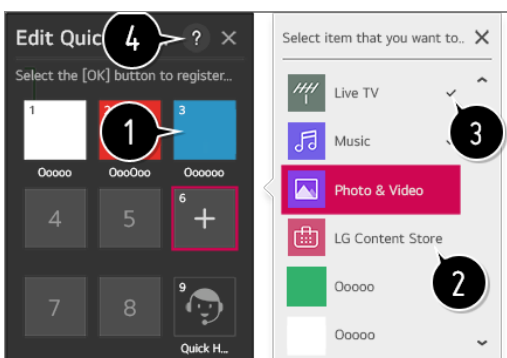 Edit Quic
4
?
Select the [OK] button to register...
1
2
3
1
Ooooo
OooOoo
Oooooo
4
5
6
+
7
8
9
Quick H...
Select item that you want to..
Live TV
3
Music
Photo & Video
LG Content Store
2
Ooooo
Ooooo